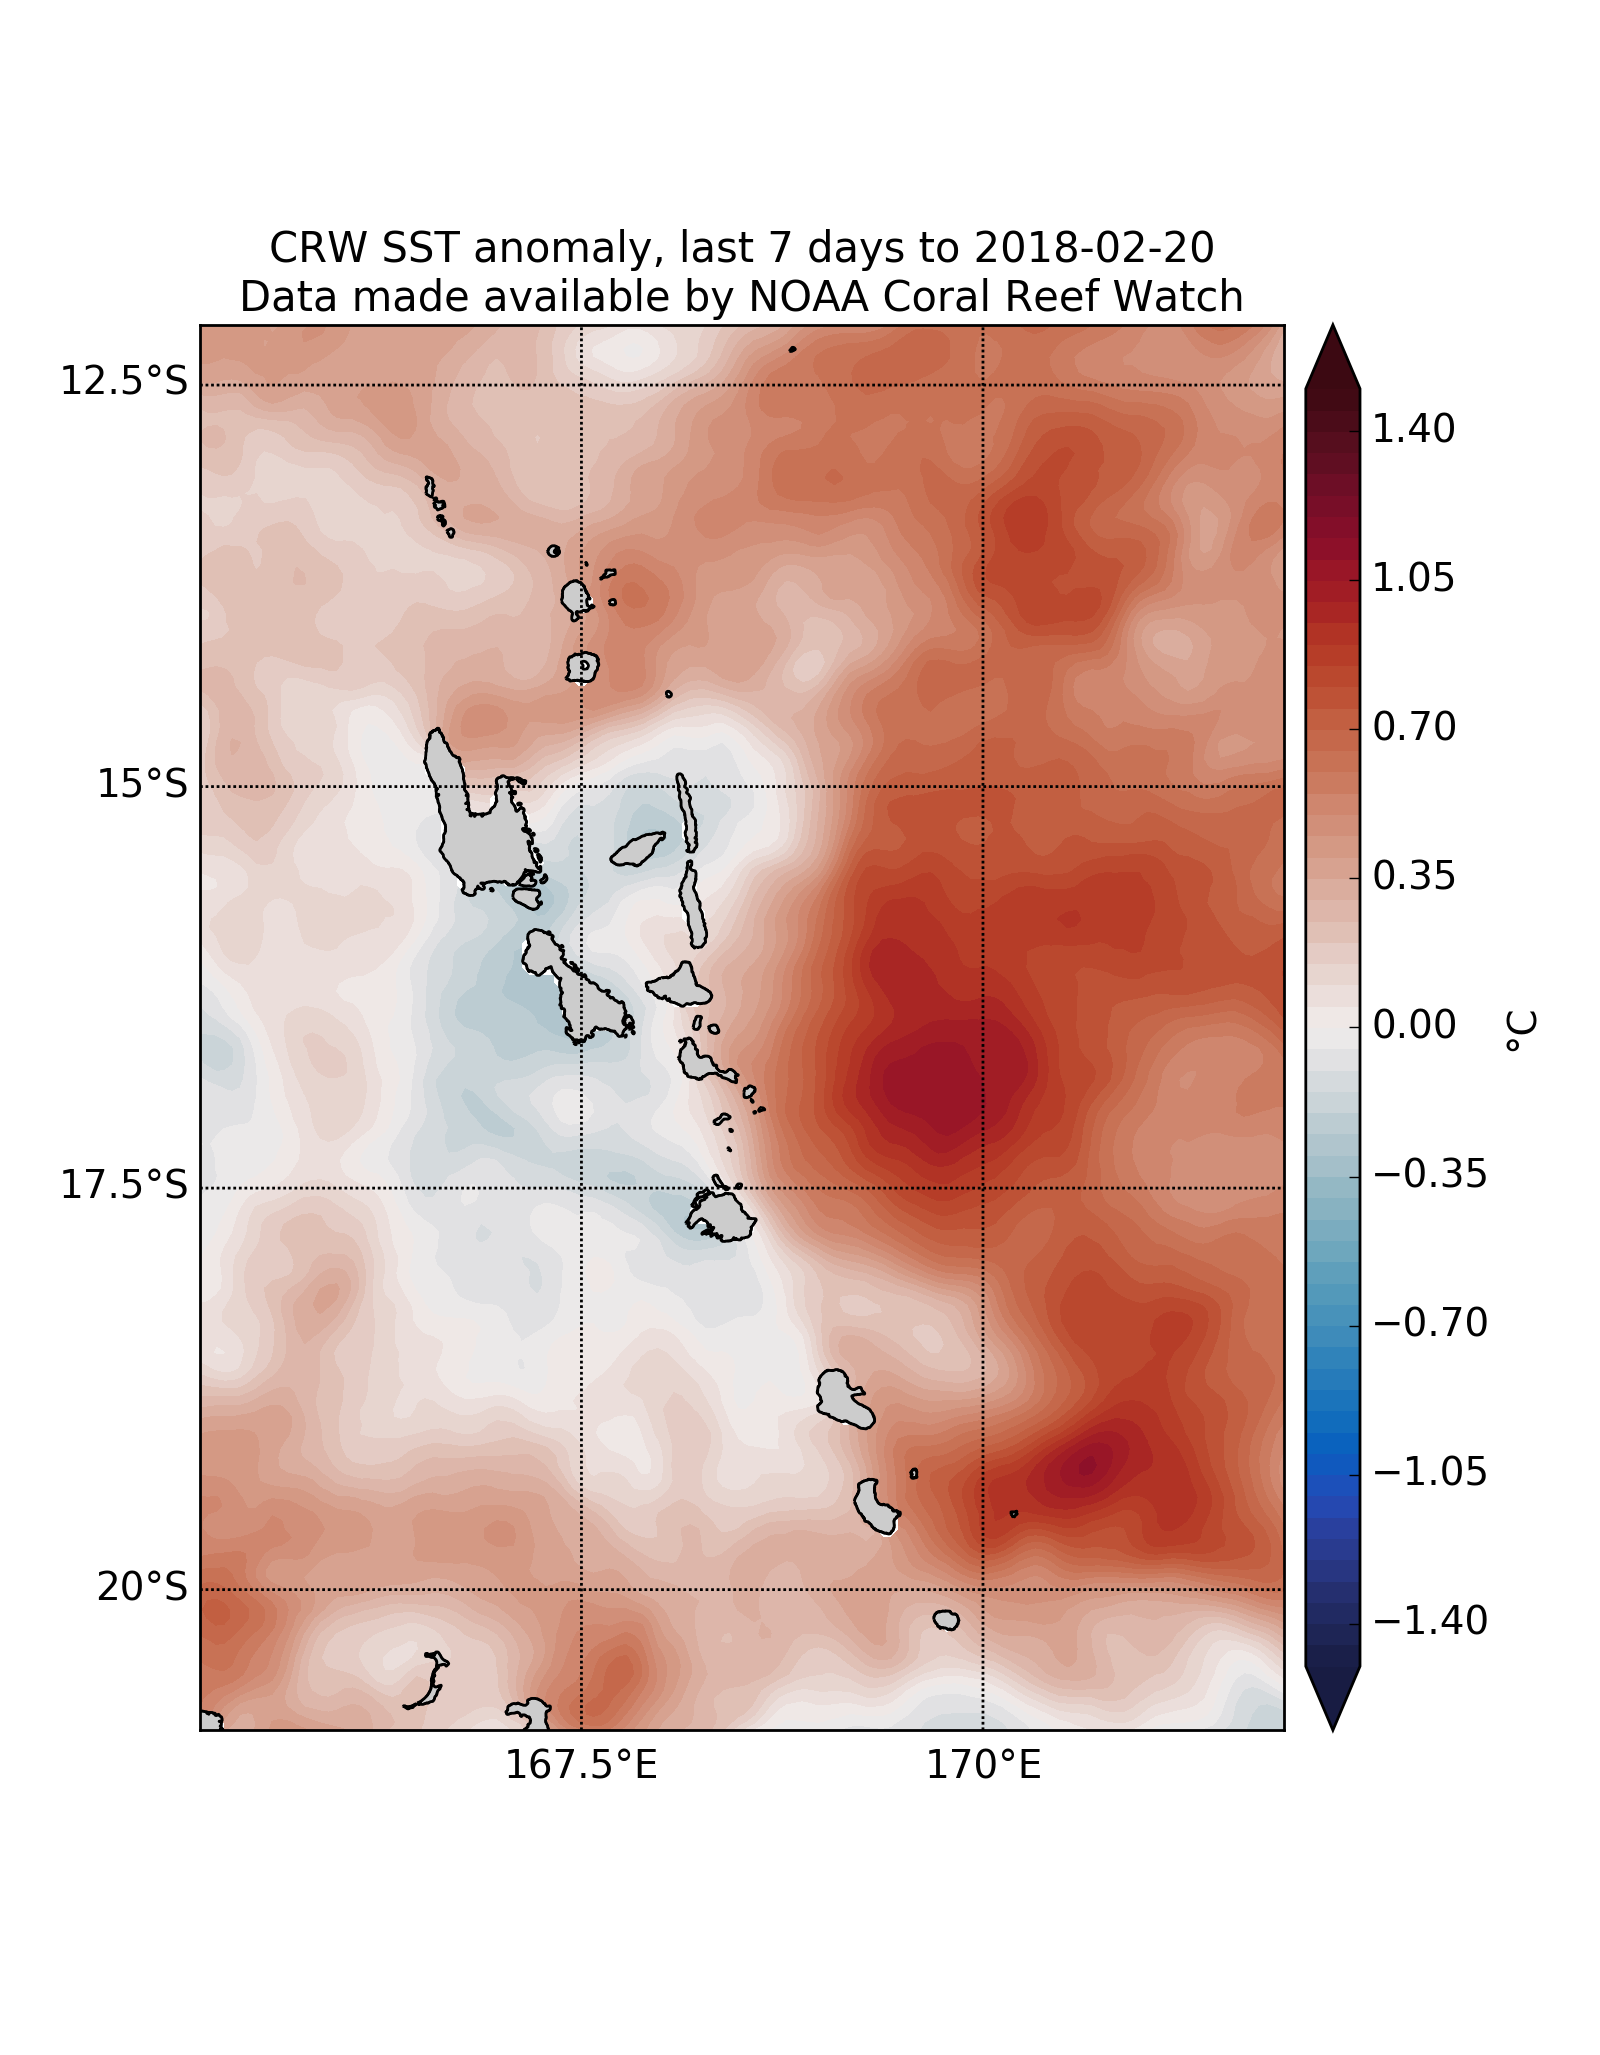 CRW SST anomaly, last 7 days to 2018-02-20
Data made available by NOAA Coral Reef Watch
12.5°S
15°S
17.5°S
20°S
167.5°E
170°E
1.40
1.05
0.70
0.35
0.00
−0.35
−0.70
−1.05
−1.40
°C